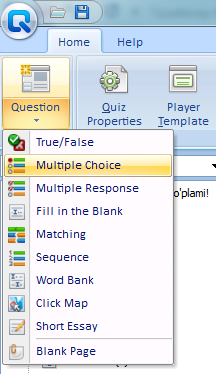 Home
Question
Quiz
Properties
Player
Template
True/False
Multiple Choice
o'plami!
Multiple Response
Fill in the Blank
Matching
Sequence
Word Bank
Click Map
Short Essay
Blank Page